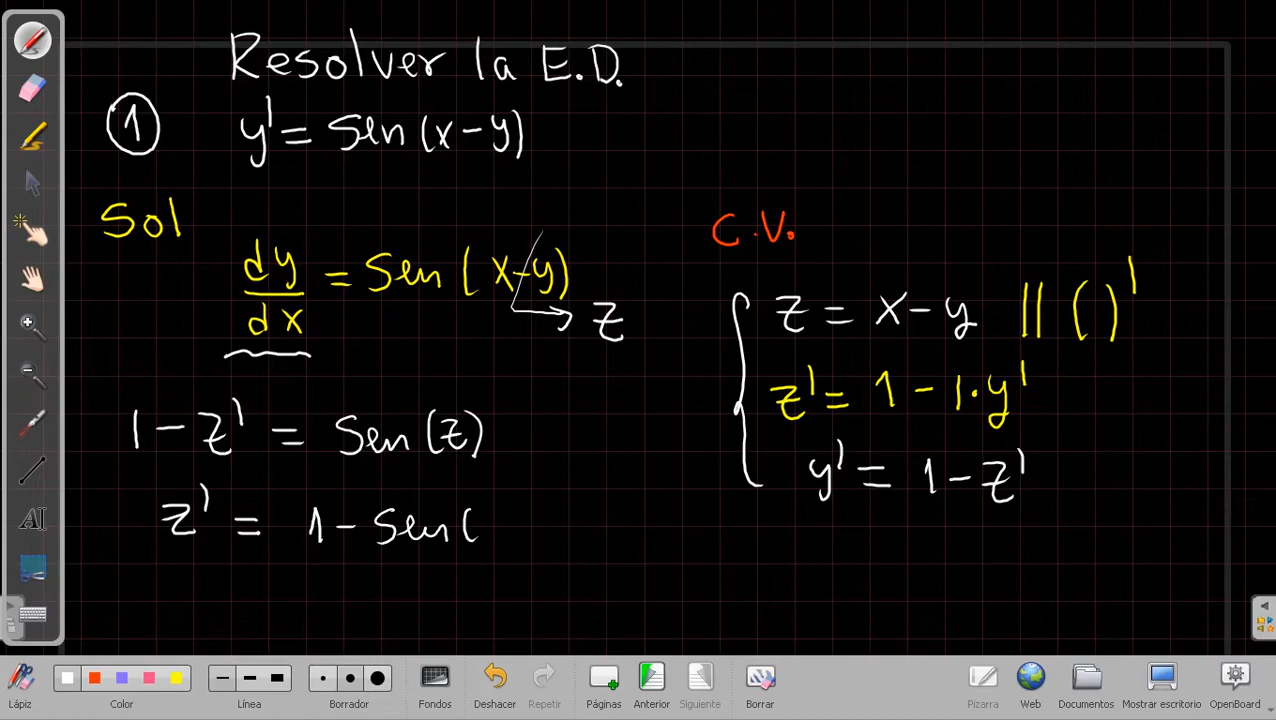 Resolver la E.D.
① y' = Sen(x-y)
Sol
C.V.
dy/dx = Sen(x-y)
z
z = x-y || ( )'
z' = 1 - 1·y'
y' = 1-z'
1-z' = Sen(z)
z' = 1-Sen(
Lápiz
Color
Línea
Borrador
Fondos
Deshacer
Repetir
Páginas
Anterior
Siguiente
Borrar
Pizarra
Web
Documentos
Mostrar escritorio
OpenBoard